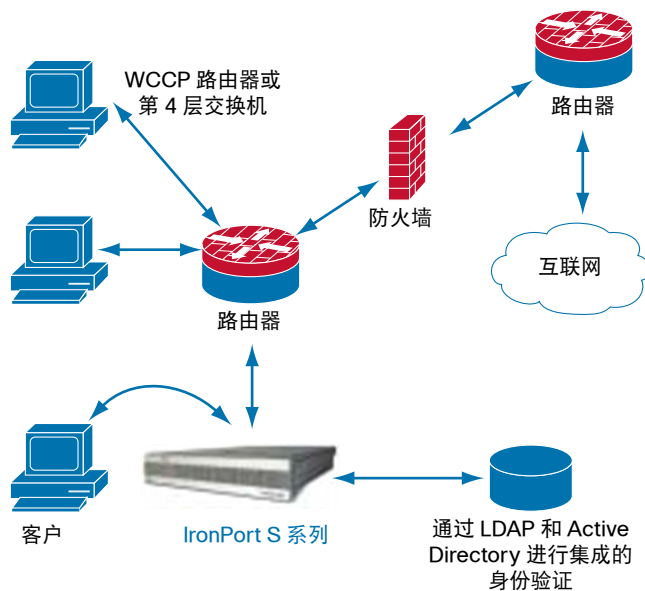 WCCP 路由器或
第 4 层交换机
路由器
防火墙
互联网
路由器
客户
IronPort S 系列
通过 LDAP 和 Active
Directory 进行集成的
身份验证